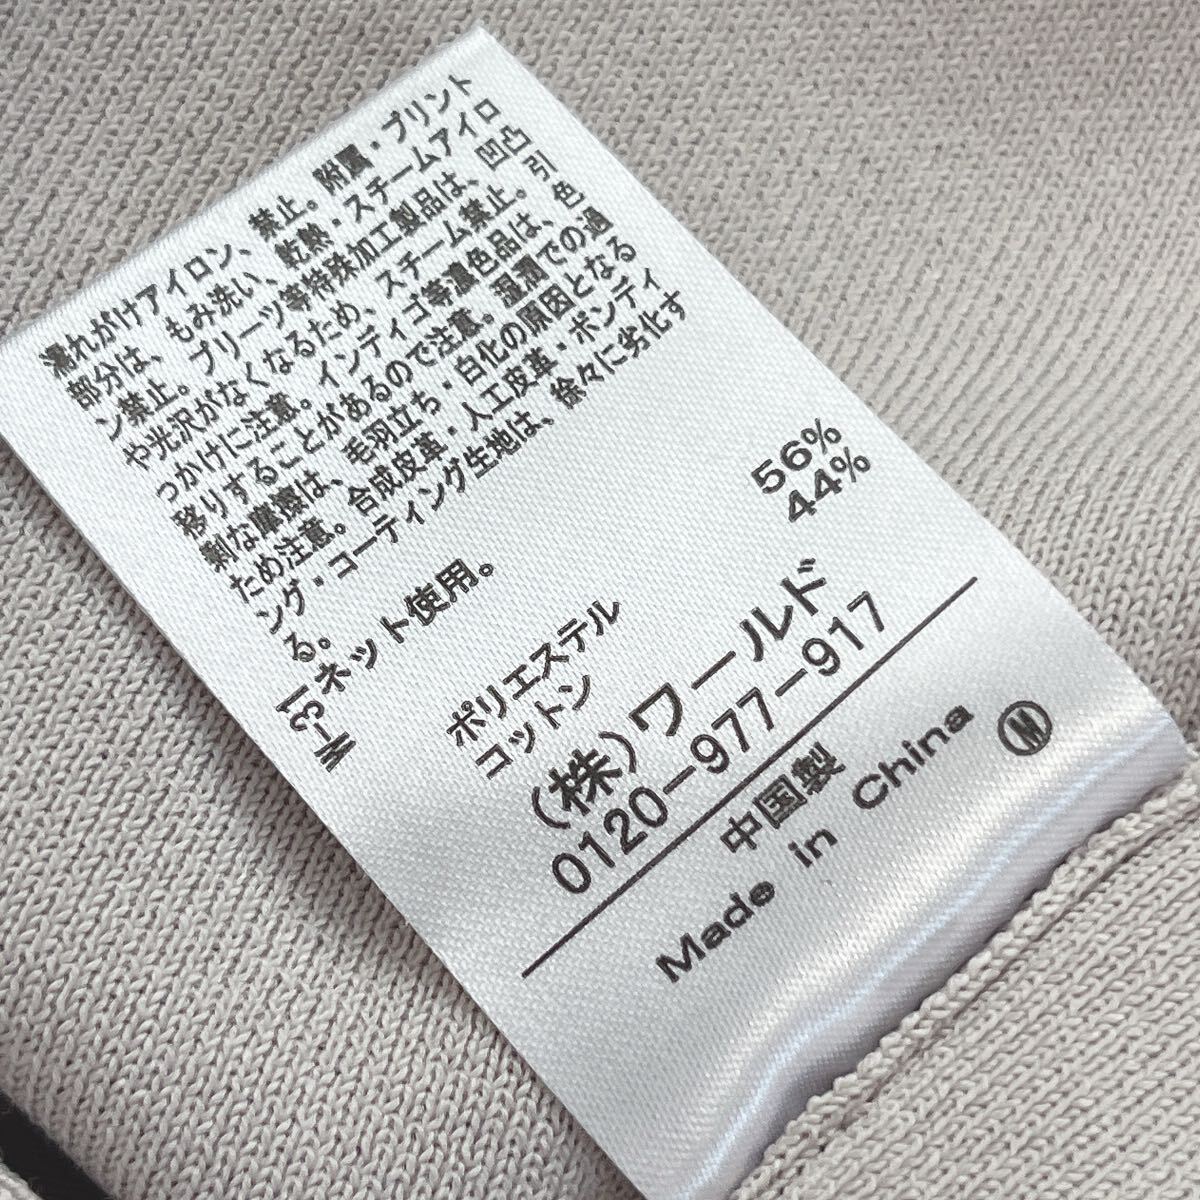 濡れがけアイロン、禁止。附属・プリント
部分は、もみ洗い、乾熱・スチームアイロ
ン禁止。プリーツ等特殊加工製品は、凹凸
や光沢がなくなるため、スチーム禁止。引
っかけに注意。インディゴ等濃色品は、色
移りすることがあるので注意。湿潤での過
剰な摩擦は、毛羽立ち・白化の原因となる
ため注意。合成皮革・人工皮革・ボンディ
ング・コーティング生地は、徐々に劣化す
る。
ネット使用。
W-31
ポリエステル 56%
コットン 44%
(株)ワールド
0120-977-917
中国製
Made in China
M